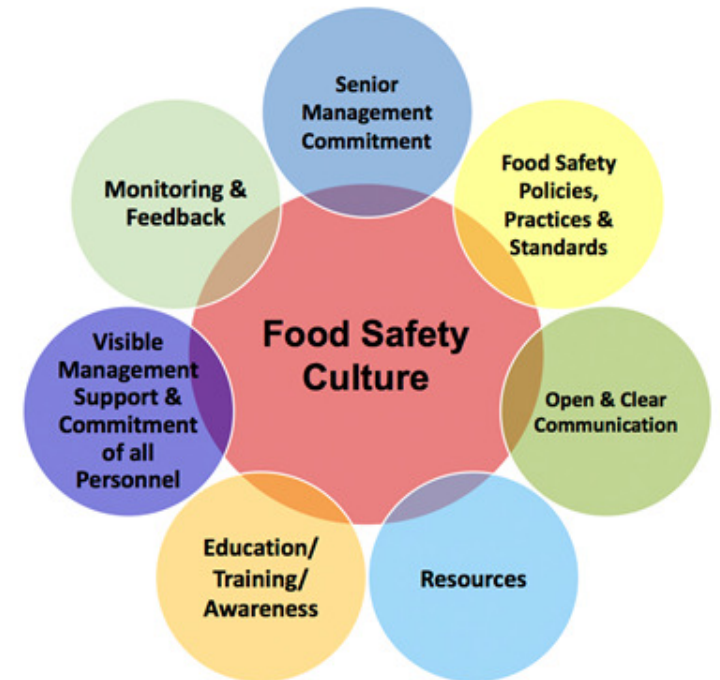 Senior
Management
Commitment
Food Safety
Policies,
Practices &
Standards
Open & Clear
Communication
Resources
Education/
Training/
Awareness
Visible
Management
Support &
Commitment
of all
Personnel
Monitoring &
Feedback
Food Safety
Culture